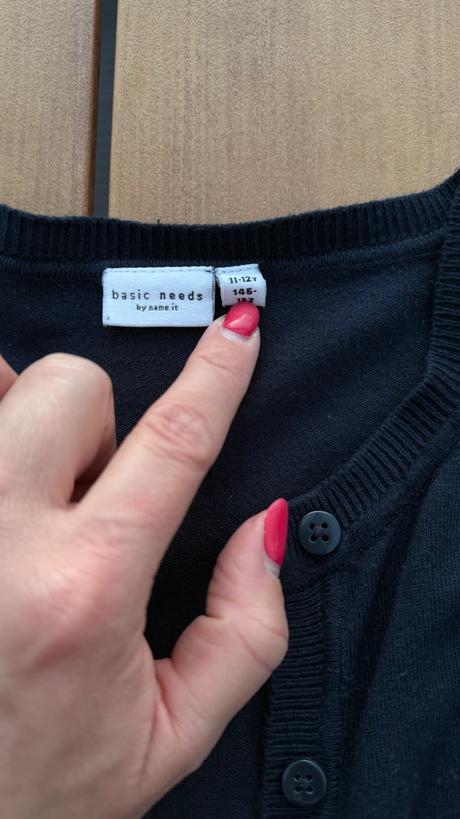 basic needs
by name it
11-12Y
146-